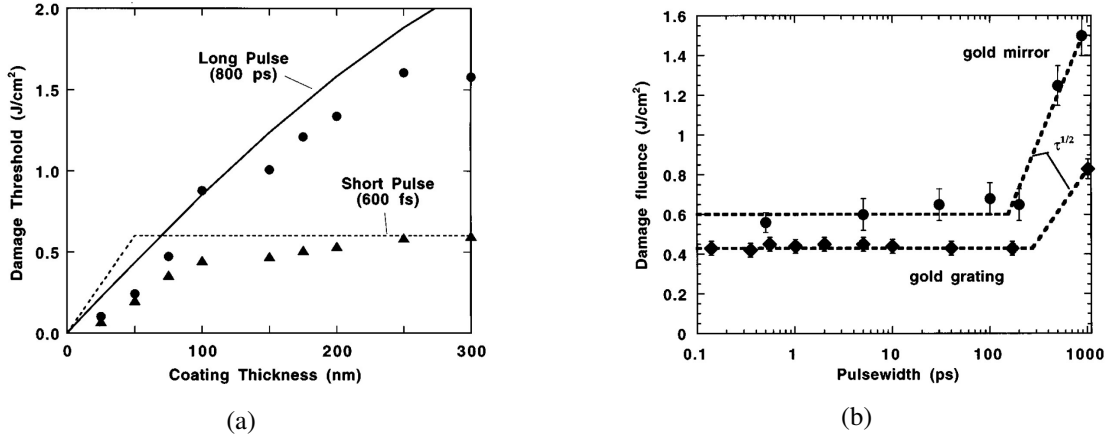 2.0
1.5
1.0
0.5
0.0
Damage Threshold (J/cm²)
Long Pulse
(800 ps)
Short Pulse
(600 fs)
0 100 200 300
Coating Thickness (nm)
(a)
1.6
1.4
1.2
1
0.8
0.6
0.4
0.2
0
Damage fluence (J/cm²)
gold mirror
τ¹/²
gold grating
0.1 1 10 100 1000
Pulsewidth (ps)
(b)